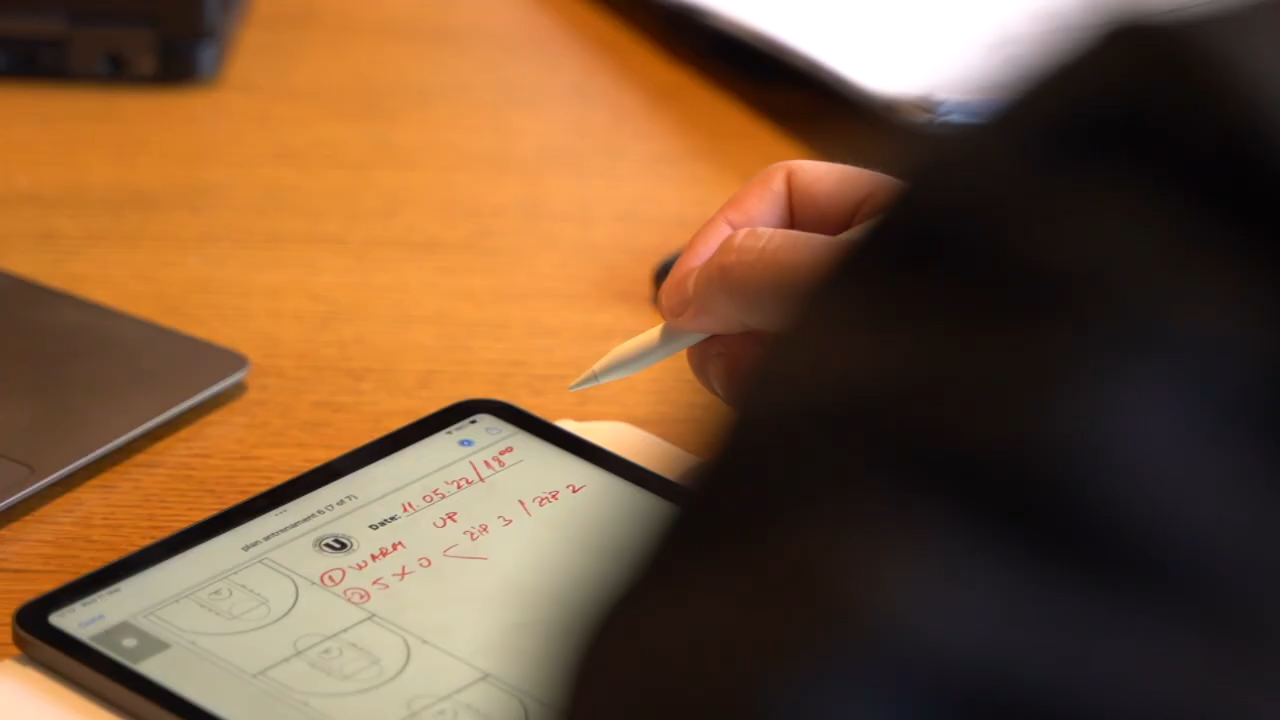 plan antrenament 6 (7 of 7)
U
Date: 11.05.'22/18⁰⁰
① WARM UP
② 5 X 0 < ZIP 3 / ZIP 2